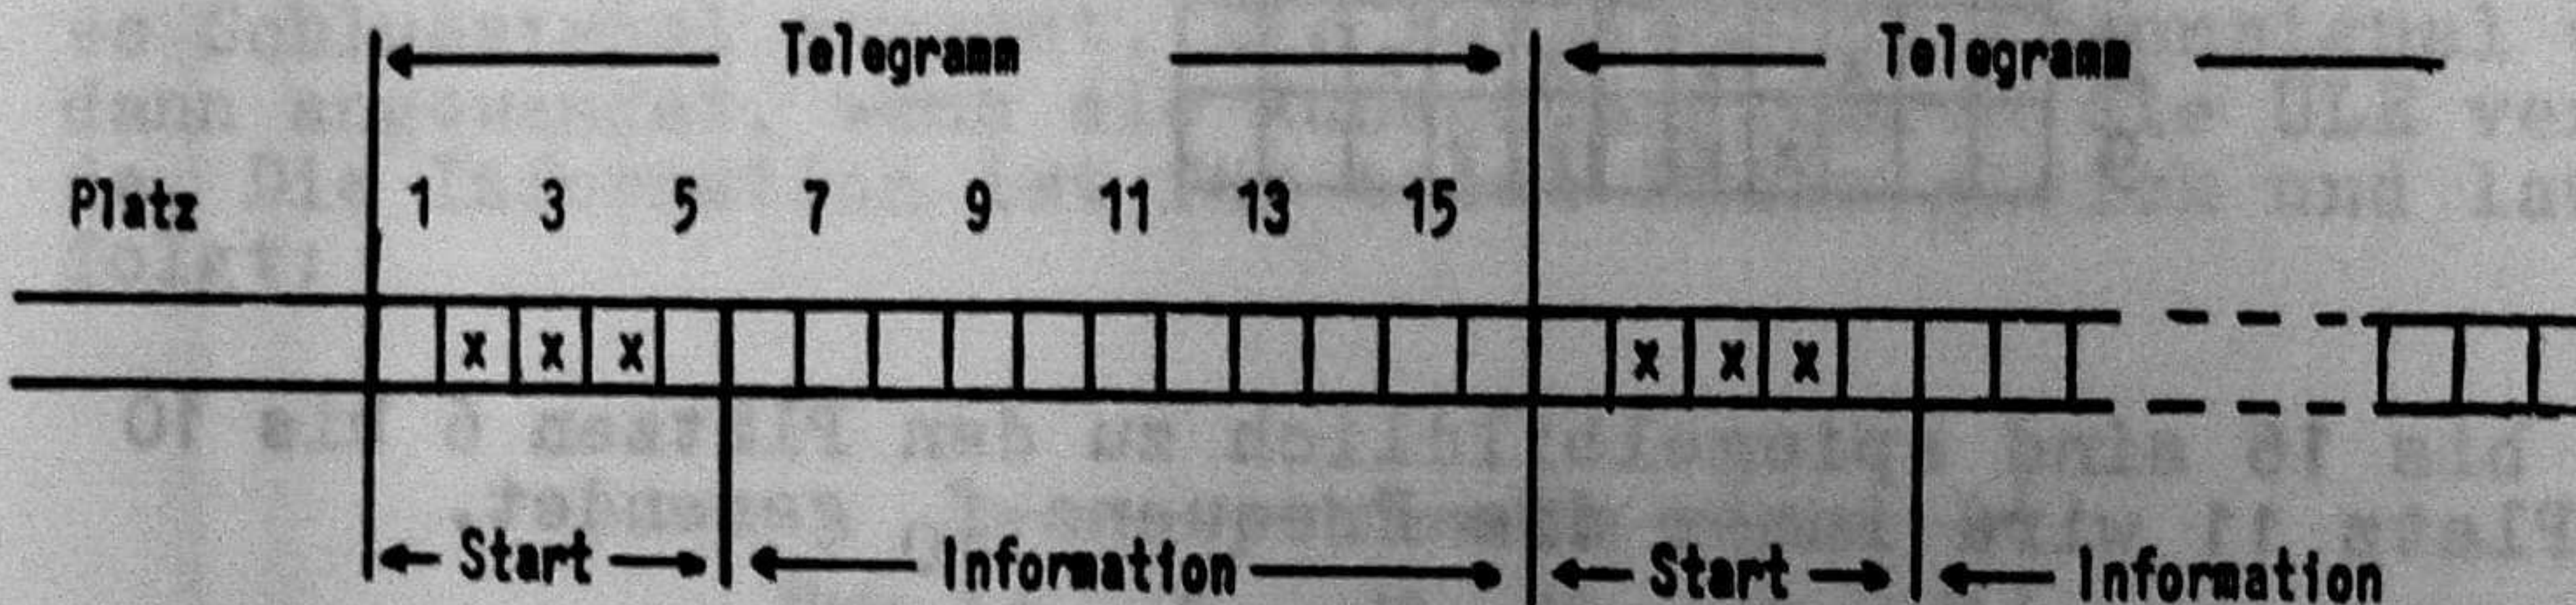 Telegramm Telegramm
Platz 1 3 5 7 9 11 13 15
x x x x x x
Start Information Start Information